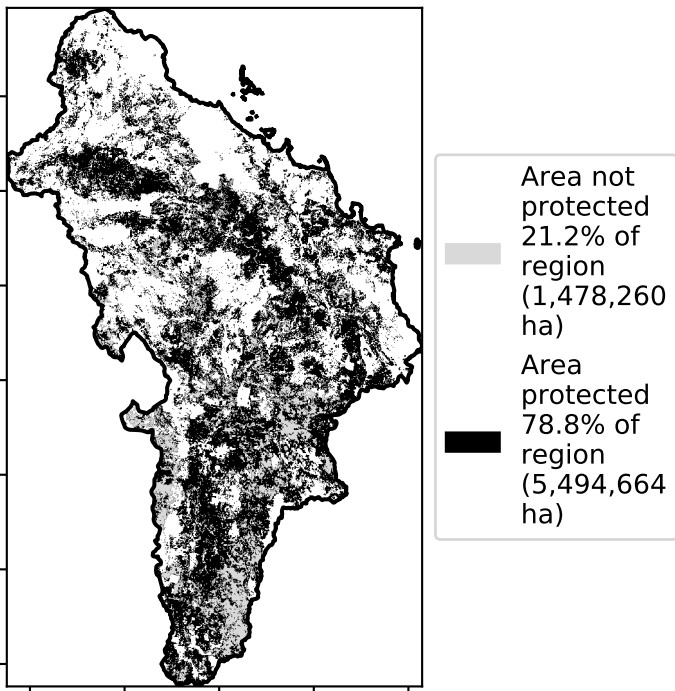 Area not
protected
21.2% of
region
(1,478,260
ha)
Area
protected
78.8% of
region
(5,494,664
ha)